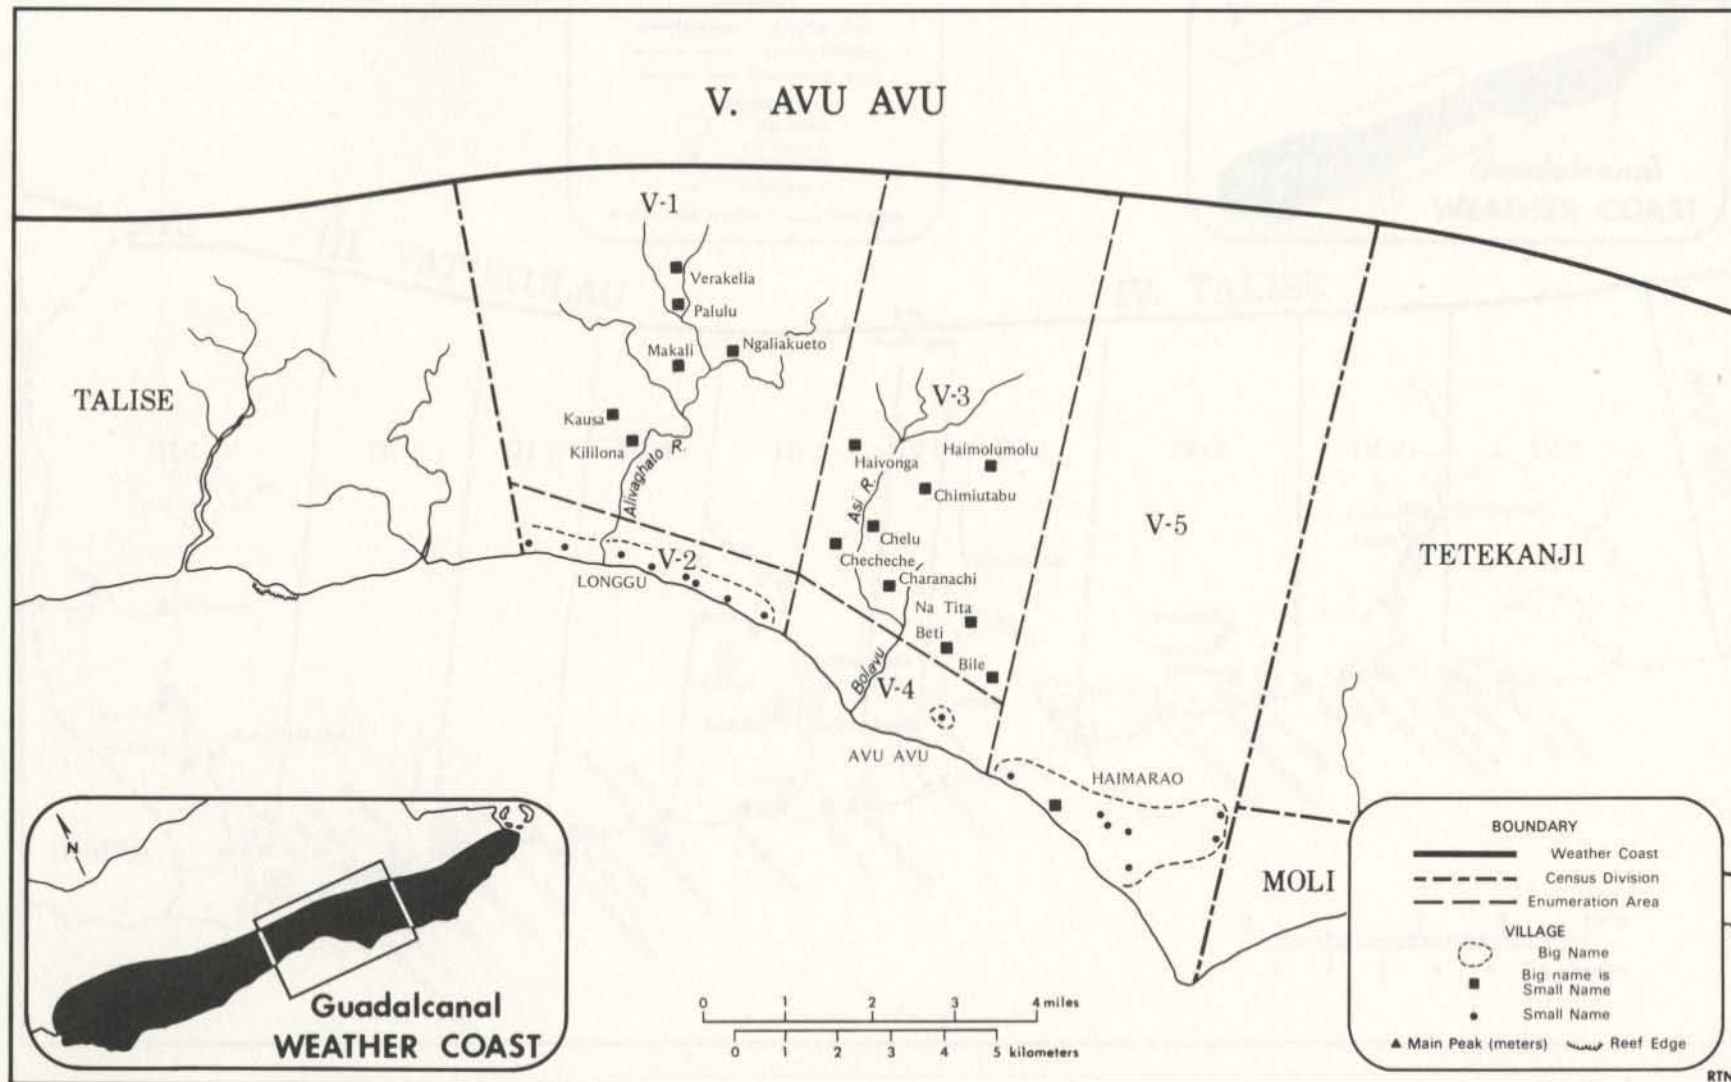 V. AVU AVU
V-1
Verakelia
Palulu
Makali
Ngaliakueto
TALISE
Kausa
Kililona
Alivaghato R.
V-3
Haivonga
Haimolumolu
Asi R.
Chimiutabu
V-5
Chelu
Checheche
TETEKANJI
V-2
LONGGU
Charanachi
Na Tita
Beti
Bile
Bolavu
V-4
AVU AVU
HAIMARAO
MOLI
N
Guadalcanal
WEATHER COAST
0 1 2 3 4 miles
0 1 2 3 4 5 kilometers
BOUNDARY
Weather Coast
Census Division
Enumeration Area
VILLAGE
Big Name
Big name is
Small Name
Small Name
Main Peak (meters) Reef Edge
RTN